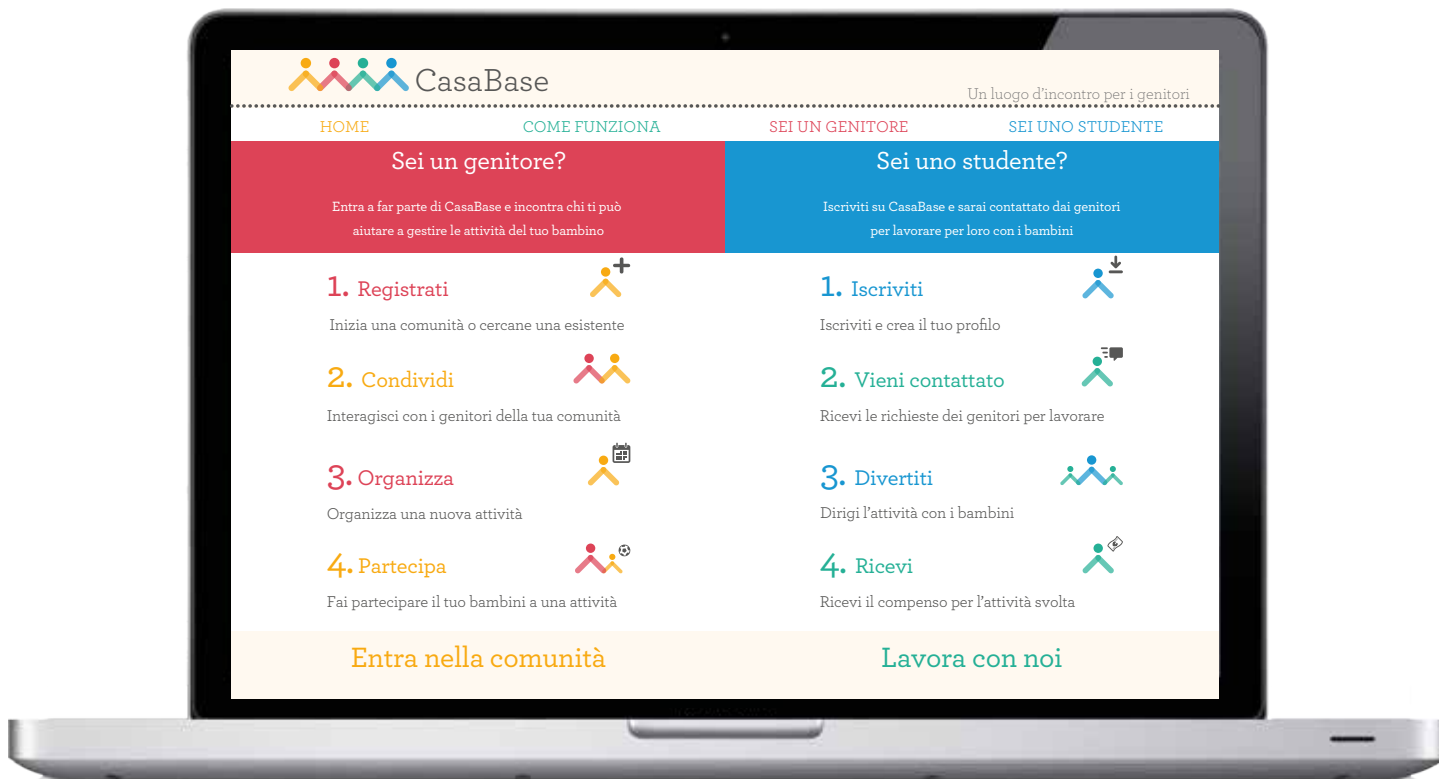 CasaBase
Un luogo d'incontro per i genitori
HOME
COME FUNZIONA
SEI UN GENITORE
SEI UNO STUDENTE
Sei un genitore?
Entra a far parte di CasaBase e incontra chi ti può
aiutare a gestire le attività del tuo bambino
1. Registrati
Inizia una comunità o cercane una esistente
2. Condividi
Interagisci con i genitori della tua comunità
3. Organizza
Organizza una nuova attività
4. Partecipa
Fai partecipare il tuo bambini a una attività
Entra nella comunità
Sei uno studente?
Iscriviti su CasaBase e sarai contattato dai genitori
per lavorare per loro con i bambini
1. Iscriviti
Iscriviti e crea il tuo profilo
2. Vieni contattato
Ricevi le richieste dei genitori per lavorare
3. Divertiti
Dirigi l'attività con i bambini
4. Ricevi
Ricevi il compenso per l'attività svolta
Lavora con noi